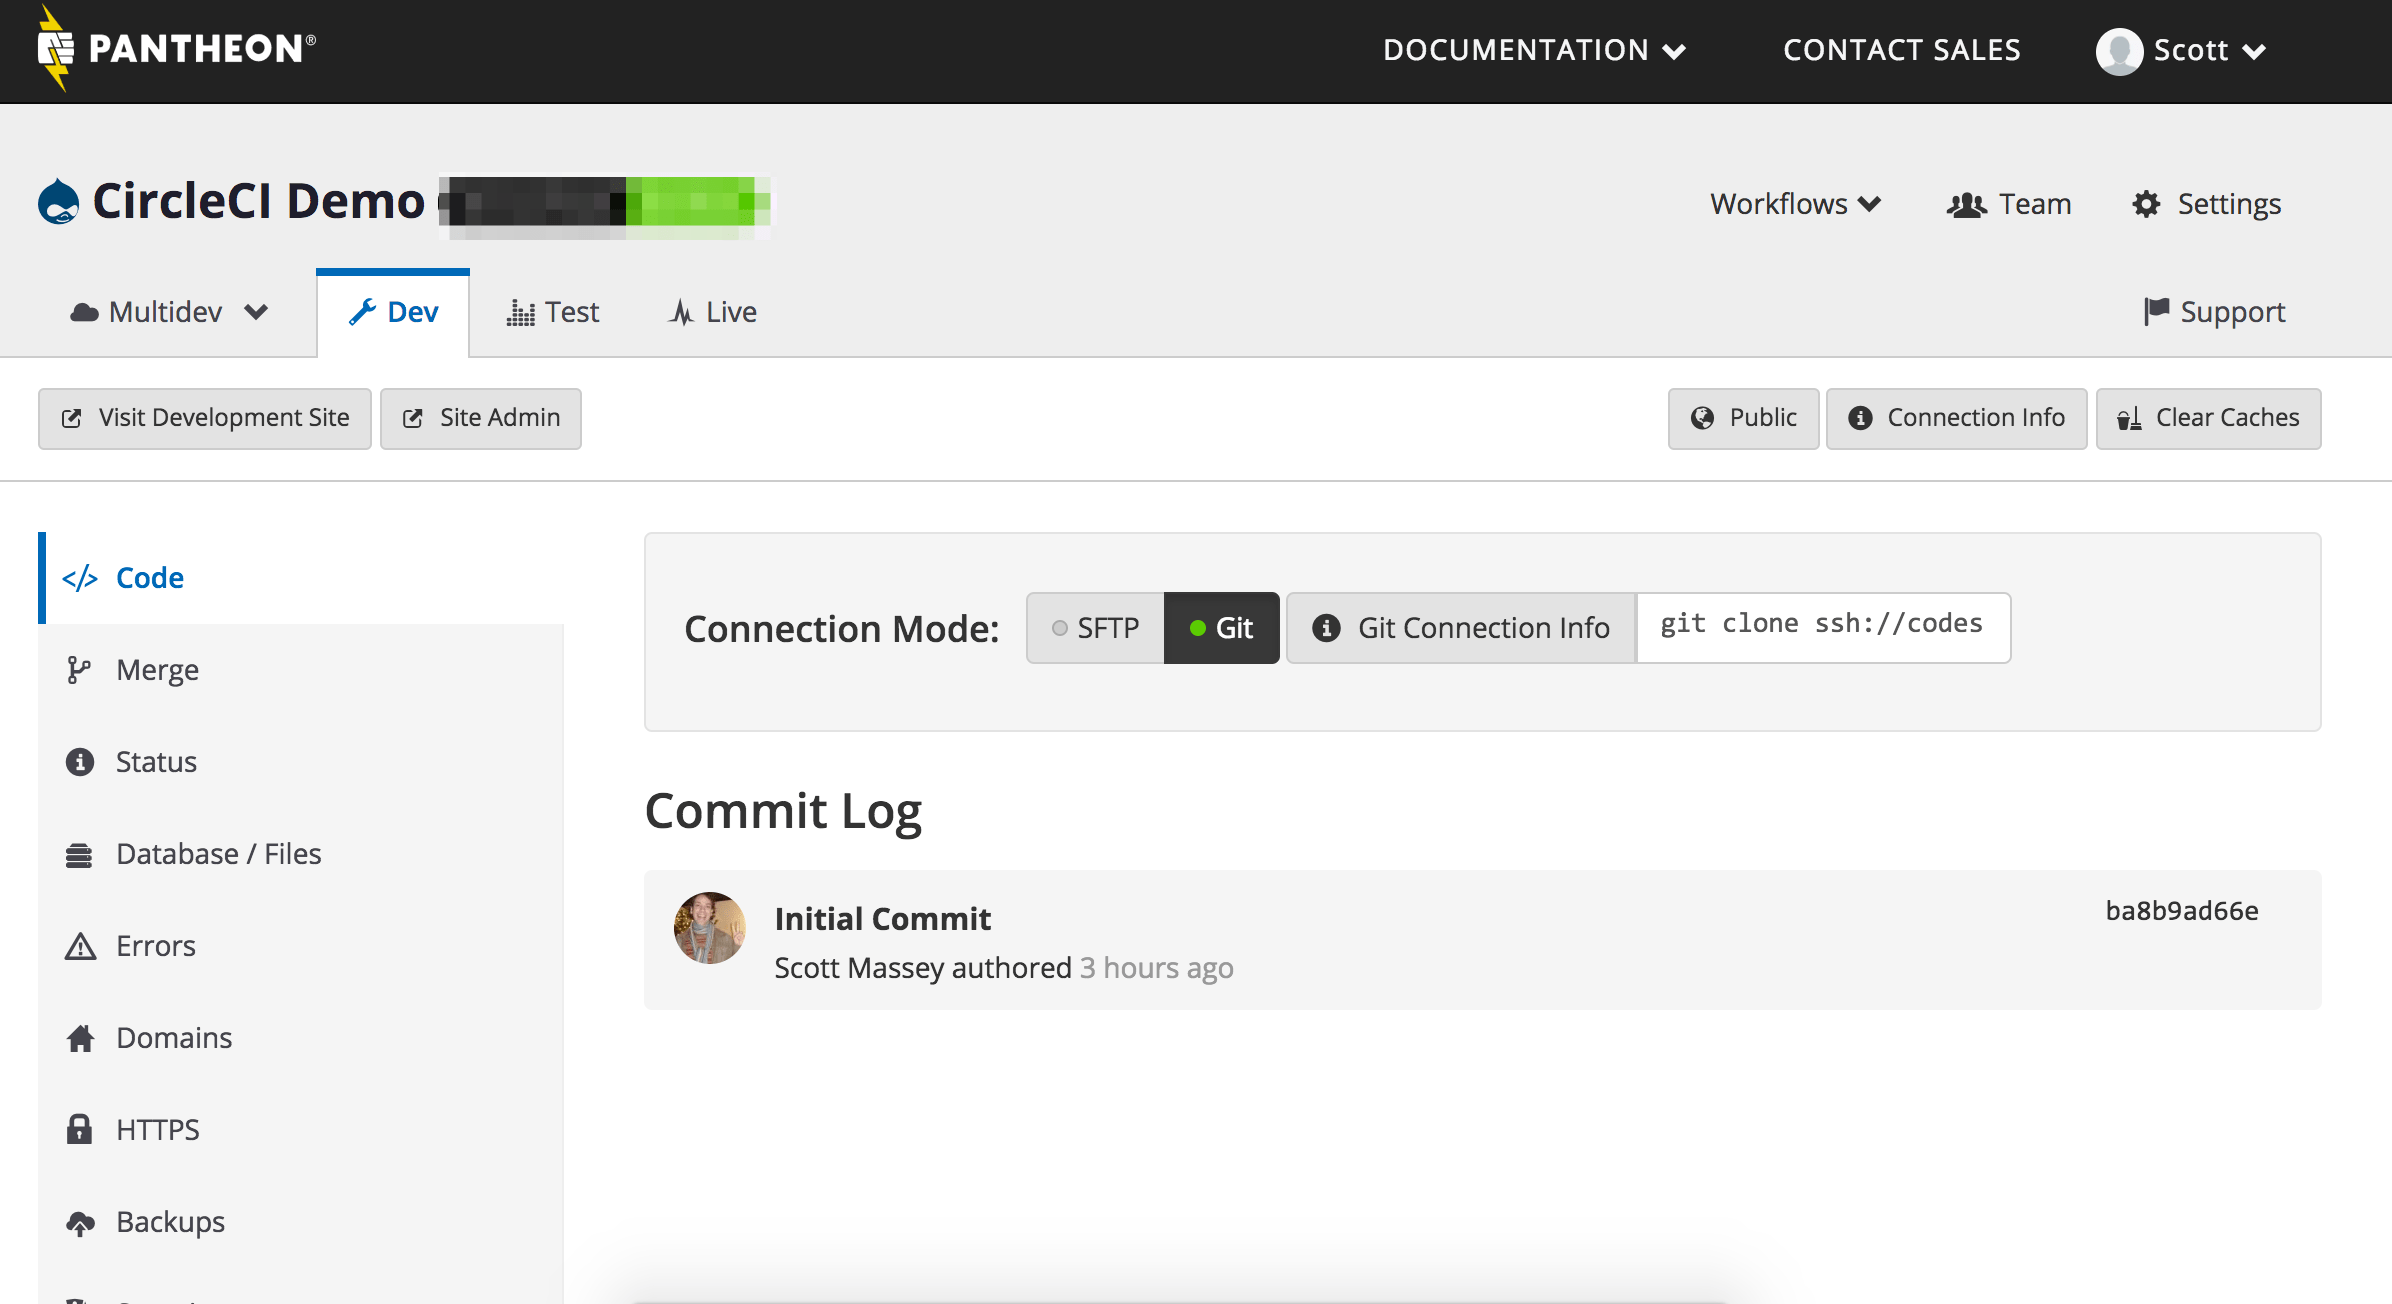 PANTHEON®
DOCUMENTATION
CONTACT SALES
Scott
CircleCI Demo
Workflows
Team
Settings
Multidev
Dev
Test
Live
Support
Visit Development Site
Site Admin
Public
Connection Info
Clear Caches
</> Code
Merge
Status
Database / Files
Errors
Domains
HTTPS
Backups
Connection Mode:
SFTP
Git
Git Connection Info
git clone ssh://codes
Commit Log
Initial Commit
ba8b9ad66e
Scott Massey authored 3 hours ago